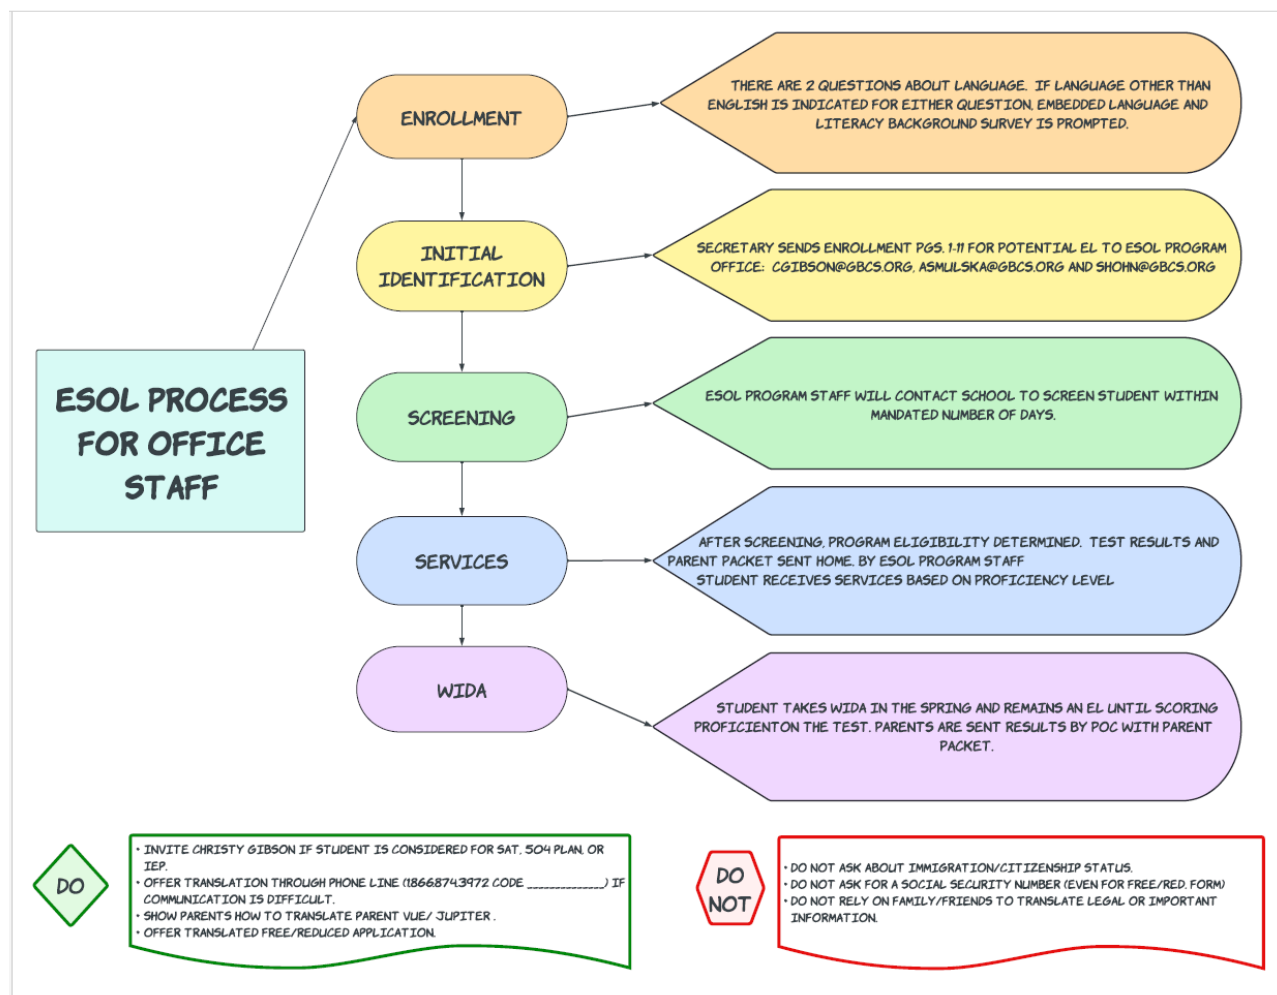 ESOL PROCESS
FOR OFFICE
STAFF
ENROLLMENT
THERE ARE 2 QUESTIONS ABOUT LANGUAGE. IF LANGUAGE OTHER THAN
ENGLISH IS INDICATED FOR EITHER QUESTION, EMBEDDED LANGUAGE AND
LITERACY BACKGROUND SURVEY IS PROMPTED.
INITIAL
IDENTIFICATION
SECRETARY SENDS ENROLLMENT PGS. 1-11 FOR POTENTIAL EL TO ESOL PROGRAM
OFFICE: CGIBSON@GBCS.ORG, ASMULSKA@GBCS.ORG AND SHOHN@GBCS.ORG
SCREENING
ESOL PROGRAM STAFF WILL CONTACT SCHOOL TO SCREEN STUDENT WITHIN
MANDATED NUMBER OF DAYS.
SERVICES
AFTER SCREENING, PROGRAM ELIGIBILITY DETERMINED. TEST RESULTS AND
PARENT PACKET SENT HOME. BY ESOL PROGRAM STAFF
STUDENT RECEIVES SERVICES BASED ON PROFICIENCY LEVEL
WIDA
STUDENT TAKES WIDA IN THE SPRING AND REMAINS AN EL UNTIL SCORING
PROFICIENTON THE TEST. PARENTS ARE SENT RESULTS BY POC WITH PARENT
PACKET.
DO
• INVITE CHRISTY GIBSON IF STUDENT IS CONSIDERED FOR SAT, 504 PLAN, OR
IEP.
• OFFER TRANSLATION THROUGH PHONE LINE (1.866.874.3972 CODE ______________) IF
COMMUNICATION IS DIFFICULT.
• SHOW PARENTS HOW TO TRANSLATE PARENT VUE/ JUPITER .
• OFFER TRANSLATED FREE/REDUCED APPLICATION.
DO
NOT
• DO NOT ASK ABOUT IMMIGRATION/CITIZENSHIP STATUS.
• DO NOT ASK FOR A SOCIAL SECURITY NUMBER (EVEN FOR FREE/RED. FORM)
• DO NOT RELY ON FAMILY/FRIENDS TO TRANSLATE LEGAL OR IMPORTANT
INFORMATION.